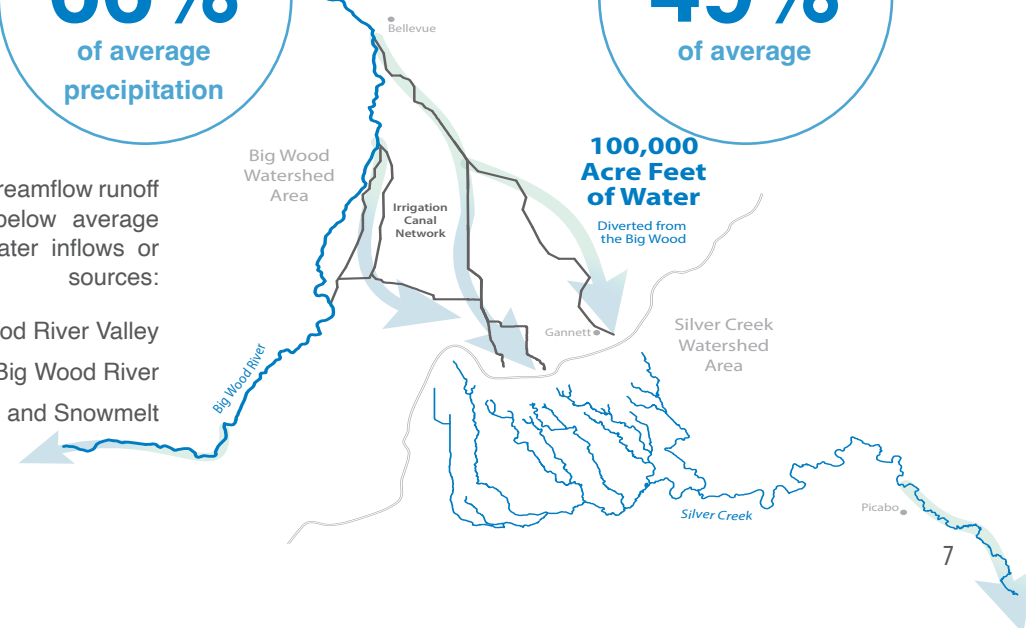 of average
precipitation
of average
Bellevue
100,000
Acre Feet
of Water
Diverted from
the Big Wood
Big Wood
Watershed
Area
Irrigation
Canal
Network
reamflow runoff
below average
ater inflows or
sources:
od River Valley
Big Wood River
and Snowmelt
Gannett
Silver Creek
Watershed
Area
Big Wood River
Silver Creek
Picabo
7